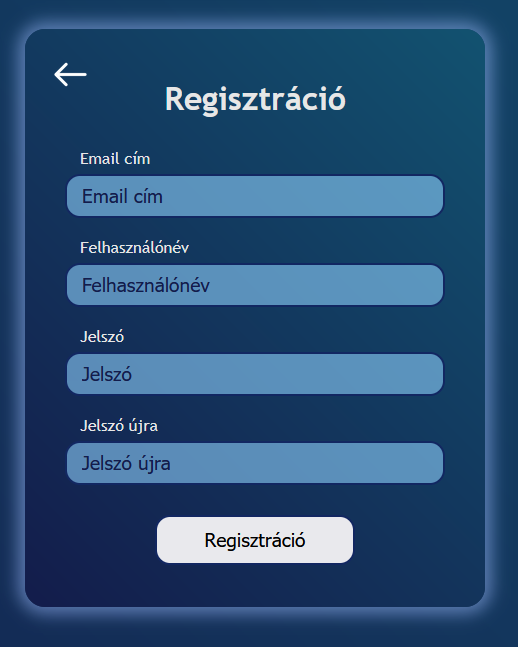 Regisztráció
Email cím
Email cím
Felhasználónév
Felhasználónév
Jelszó
Jelszó
Jelszó újra
Jelszó újra
Regisztráció